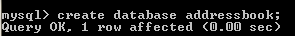 mysql> create database addressbook;
Query OK, 1 row affected (0.00 sec)